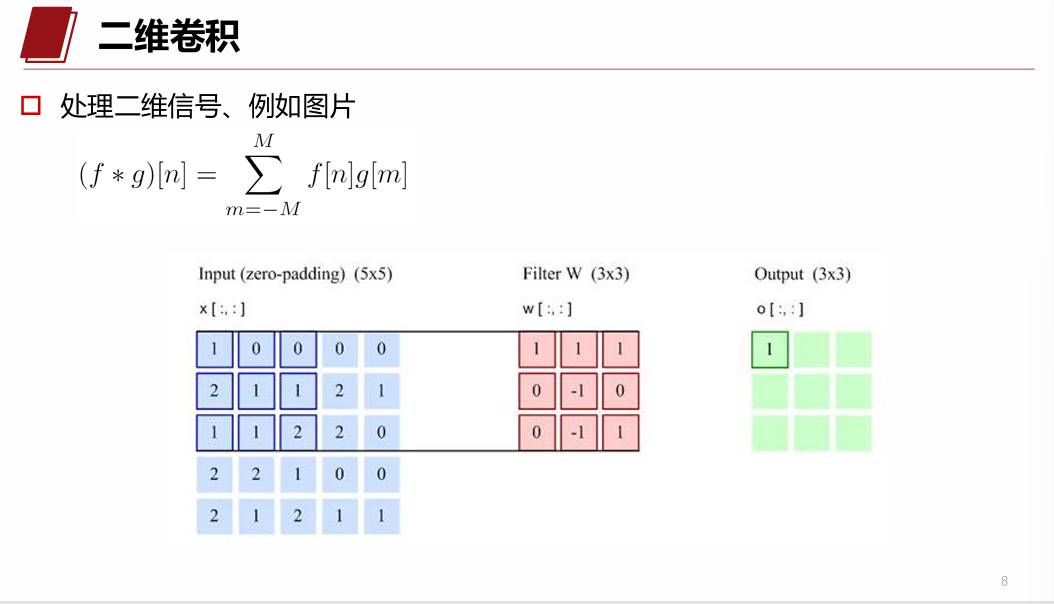 二维卷积
处理二维信号、例如图片
(f ∗ g)[n] = \sum_{m=-M}^{M} f[n]g[m]
Input (zero-padding) (5x5) Filter W (3x3) Output (3x3)
x [ :, : ] w [ :, : ] o [ :, : ]
1 0 0 0 0 1 1 1 1
2 1 1 2 1 0 -1 0
1 1 2 2 0 0 -1 1
2 2 1 0 0
2 1 2 1 1
8